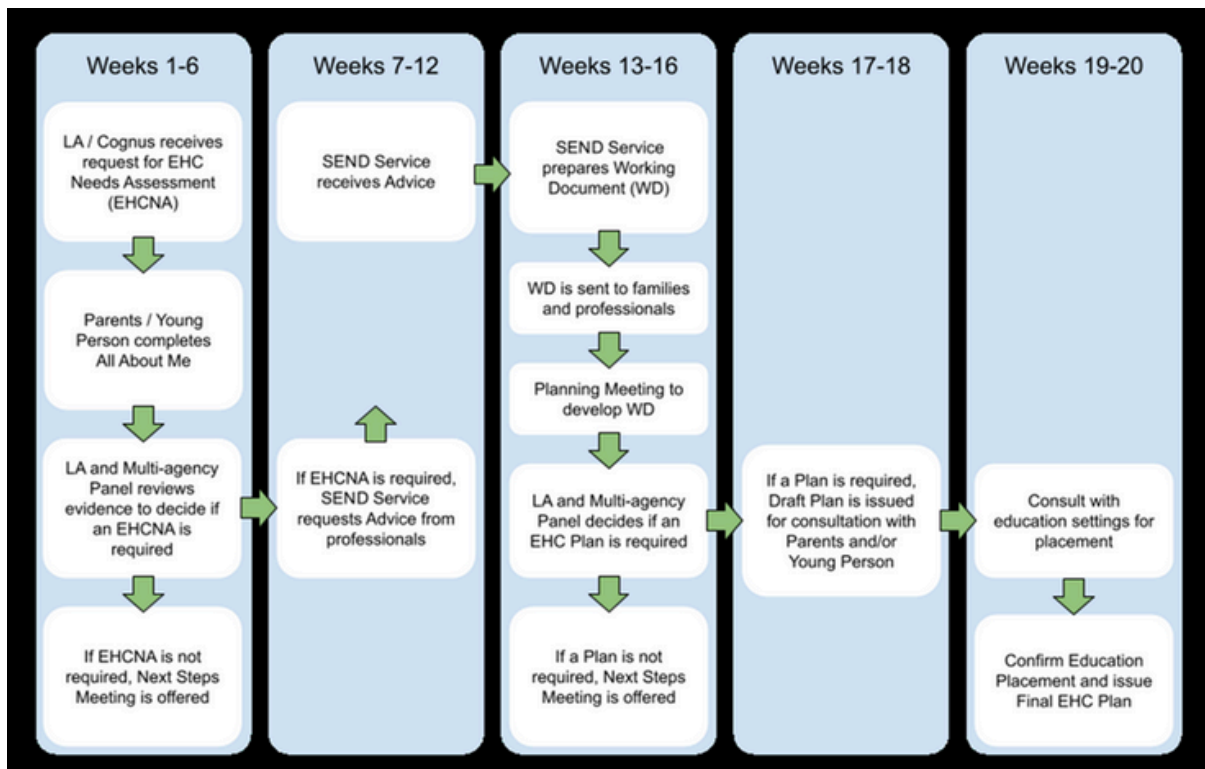 Weeks 1-6
LA / Cognus receives
request for EHC
Needs Assessment
(EHCNA)
Parents / Young
Person completes
All About Me
LA and Multi-agency
Panel reviews
evidence to decide if
an EHCNA is
required
If EHCNA is not
required, Next Steps
Meeting is offered
Weeks 7-12
SEND Service
receives Advice
If EHCNA is required,
SEND Service
requests Advice from
professionals
Weeks 13-16
SEND Service
prepares Working
Document (WD)
WD is sent to families
and professionals
Planning Meeting to
develop WD
LA and Multi-agency
Panel decides if an
EHC Plan is required
If a Plan is not
required, Next Steps
Meeting is offered
Weeks 17-18
If a Plan is required,
Draft Plan is issued
for consultation with
Parents and/or
Young Person
Weeks 19-20
Consult with
education settings for
placement
Confirm Education
Placement and issue
Final EHC Plan